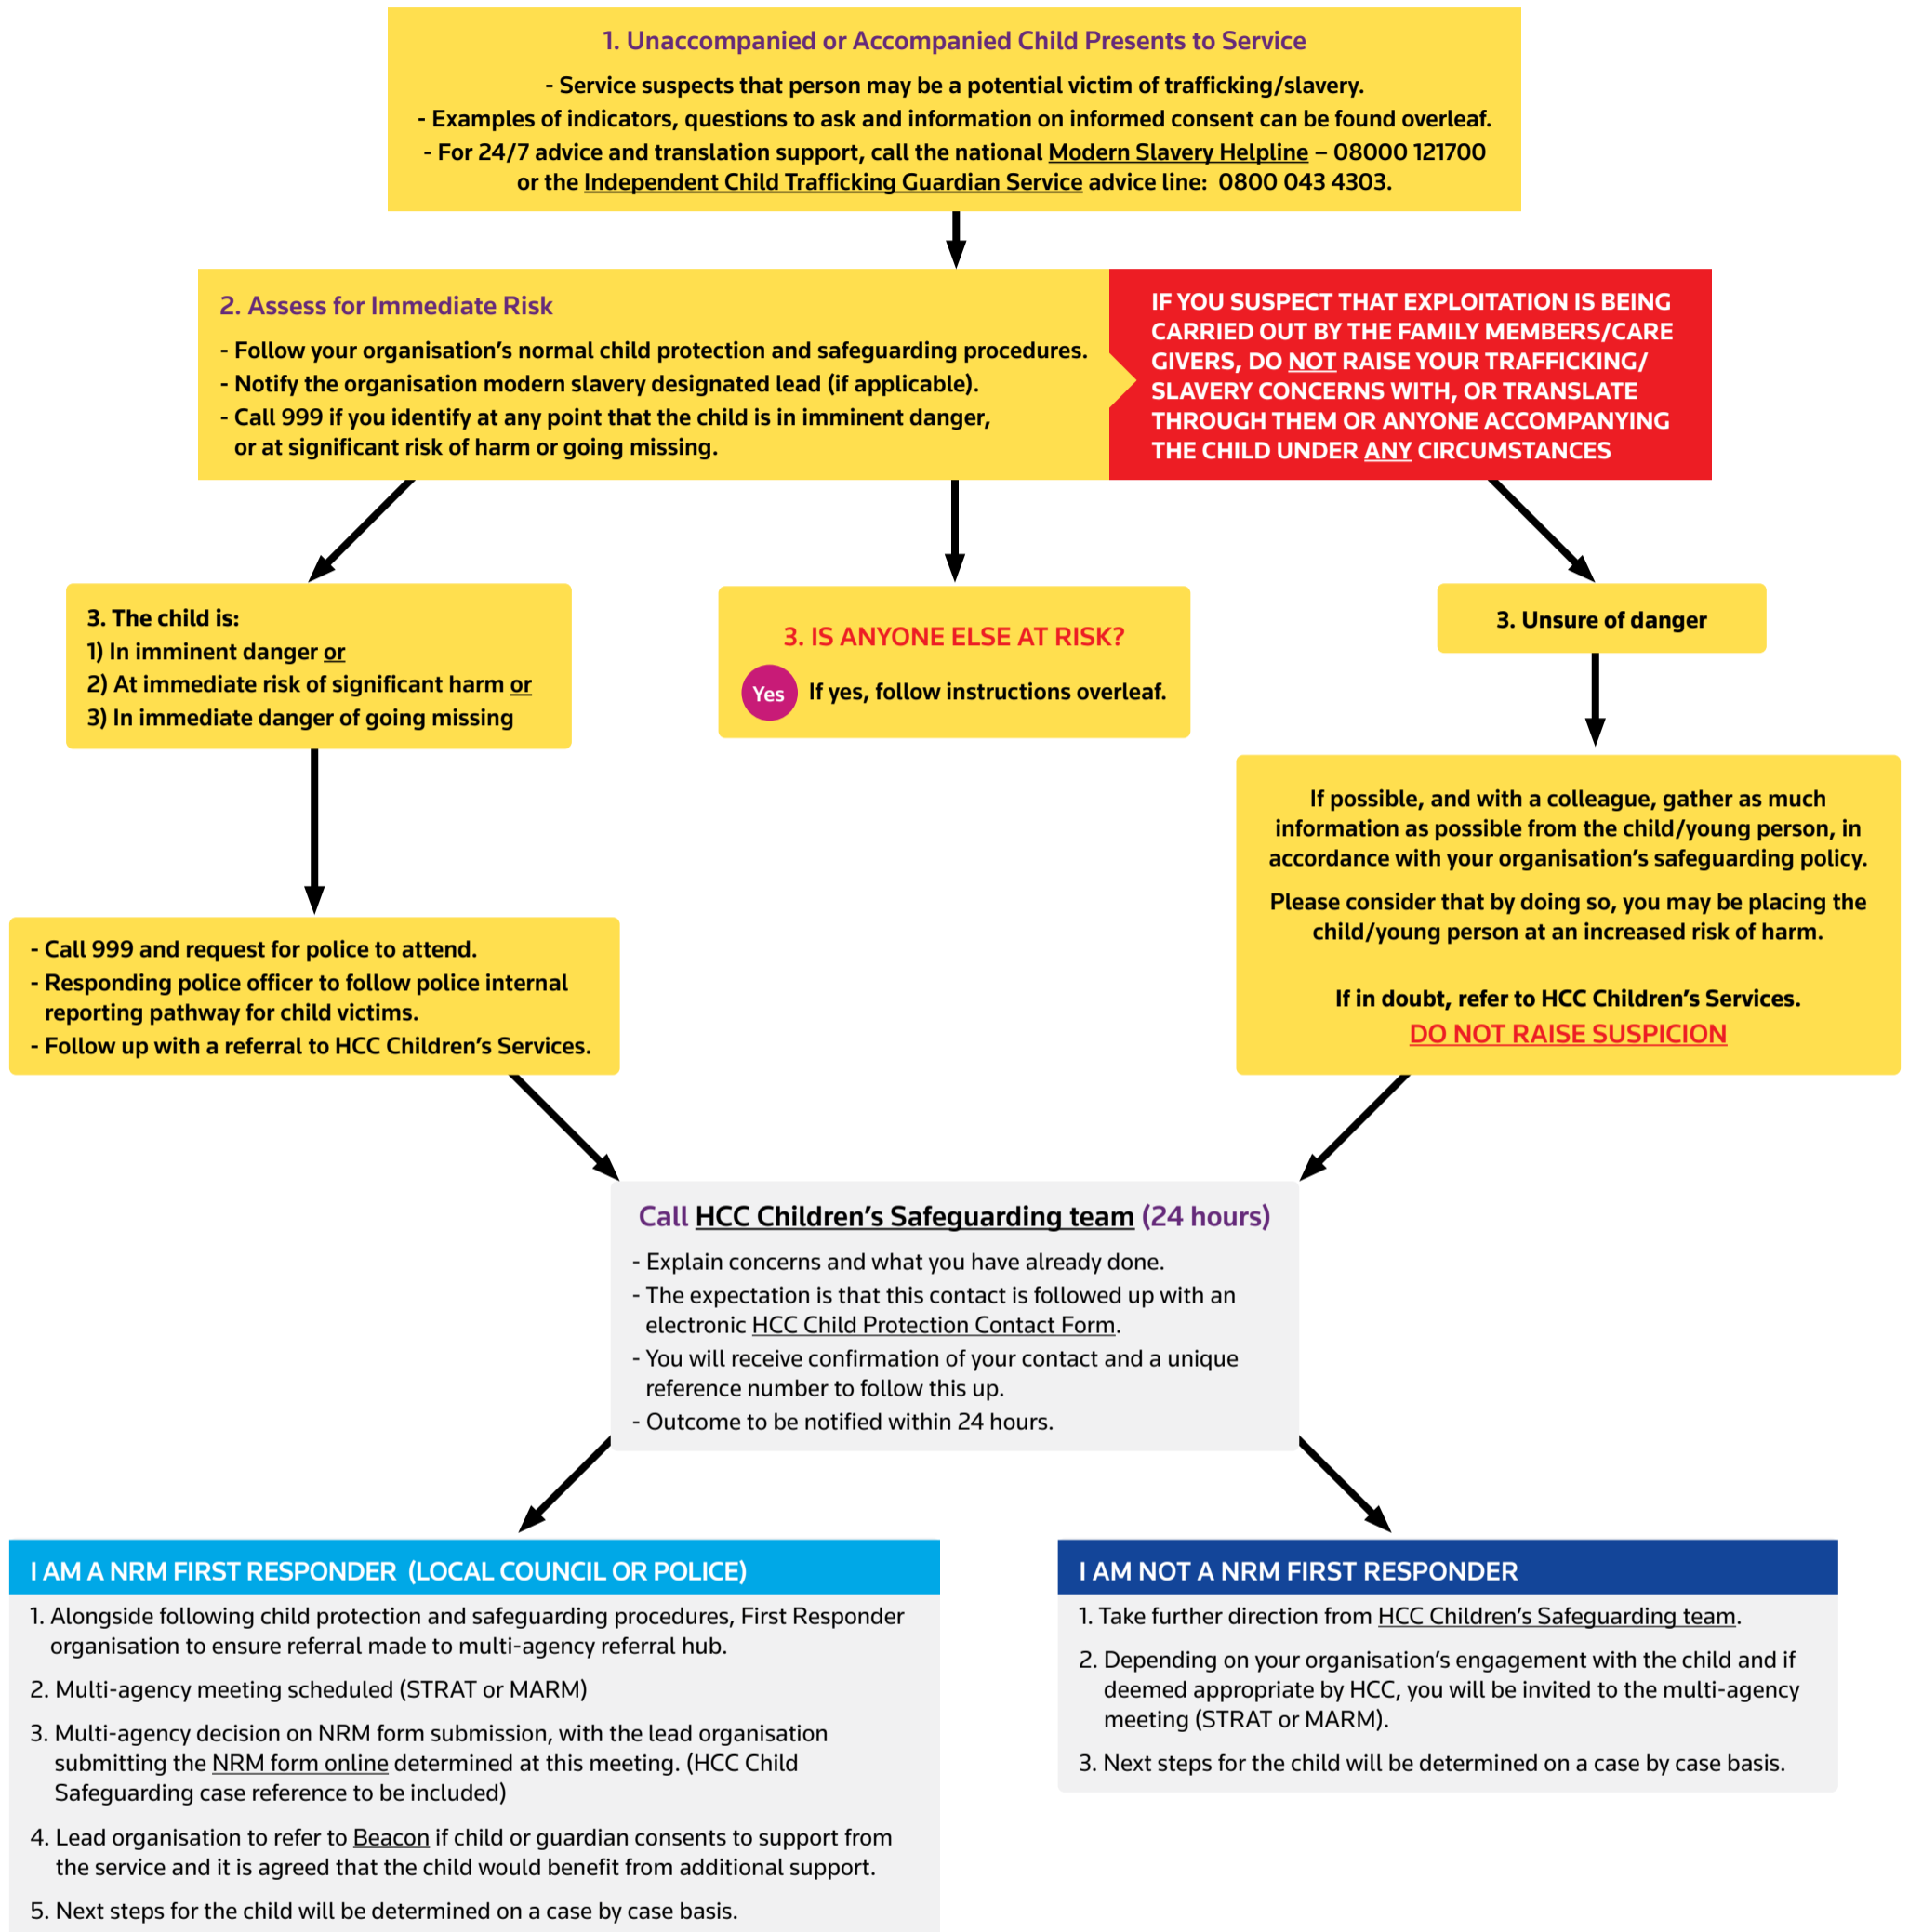 1. Unaccompanied or Accompanied Child Presents to Service
- Service suspects that person may be a potential victim of trafficking/slavery.
- Examples of indicators, questions to ask and information on informed consent can be found overleaf.
- For 24/7 advice and translation support, call the national Modern Slavery Helpline – 08000 121700
or the Independent Child Trafficking Guardian Service advice line: 0800 043 4303.
2. Assess for Immediate Risk
- Follow your organisation’s normal child protection and safeguarding procedures.
- Notify the organisation modern slavery designated lead (if applicable).
- Call 999 if you identify at any point that the child is in imminent danger,
or at significant risk of harm or going missing.
IF YOU SUSPECT THAT EXPLOITATION IS BEING
CARRIED OUT BY THE FAMILY MEMBERS/CARE
GIVERS, DO NOT RAISE YOUR TRAFFICKING/
SLAVERY CONCERNS WITH, OR TRANSLATE
THROUGH THEM OR ANYONE ACCOMPANYING
THE CHILD UNDER ANY CIRCUMSTANCES
3. The child is:
1) In imminent danger or
2) At immediate risk of significant harm or
3) In immediate danger of going missing
3. IS ANYONE ELSE AT RISK?
Yes If yes, follow instructions overleaf.
3. Unsure of danger
If possible, and with a colleague, gather as much
information as possible from the child/young person, in
accordance with your organisation’s safeguarding policy.
Please consider that by doing so, you may be placing the
child/young person at an increased risk of harm.
If in doubt, refer to HCC Children’s Services.
DO NOT RAISE SUSPICION
- Call 999 and request for police to attend.
- Responding police officer to follow police internal
reporting pathway for child victims.
- Follow up with a referral to HCC Children’s Services.
Call HCC Children’s Safeguarding team (24 hours)
- Explain concerns and what you have already done.
- The expectation is that this contact is followed up with an
electronic HCC Child Protection Contact Form.
- You will receive confirmation of your contact and a unique
reference number to follow this up.
- Outcome to be notified within 24 hours.
I AM A NRM FIRST RESPONDER (LOCAL COUNCIL OR POLICE)
1. Alongside following child protection and safeguarding procedures, First Responder
organisation to ensure referral made to multi-agency referral hub.
2. Multi-agency meeting scheduled (STRAT or MARM)
3. Multi-agency decision on NRM form submission, with the lead organisation
submitting the NRM form online determined at this meeting. (HCC Child
Safeguarding case reference to be included)
4. Lead organisation to refer to Beacon if child or guardian consents to support from
the service and it is agreed that the child would benefit from additional support.
5. Next steps for the child will be determined on a case by case basis.
I AM NOT A NRM FIRST RESPONDER
1. Take further direction from HCC Children’s Safeguarding team.
2. Depending on your organisation’s engagement with the child and if
deemed appropriate by HCC, you will be invited to the multi-agency
meeting (STRAT or MARM).
3. Next steps for the child will be determined on a case by case basis.